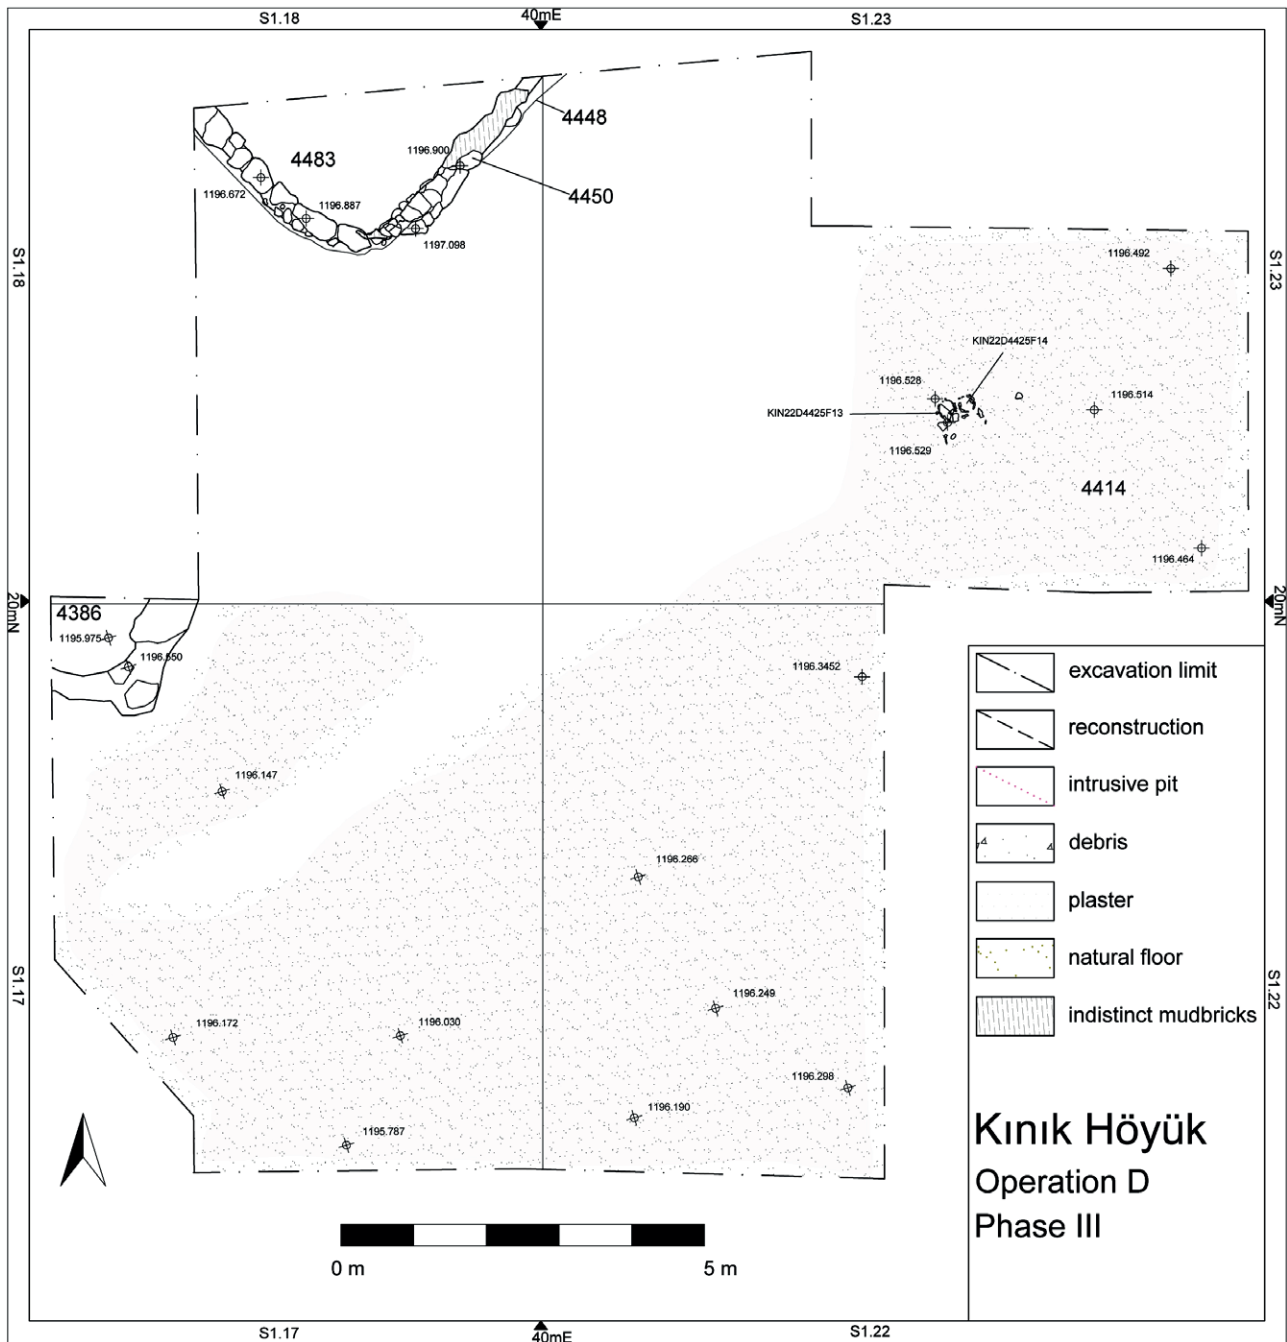 S1.18
40mE
S1.23
4448
4483
1196.900
4450
1196.672
1196.887
1197.098
S1.18
S1.23
1196.492
KIN22D4425F14
1196.528
1196.514
KIN22D4425F13
1196.529
4414
1196.464
20mN
20mN
4386
1195.975
1196.550
1196.3452
excavation limit
reconstruction
1196.147
intrusive pit
debris
1196.266
plaster
natural floor
S1.17
S1.22
1196.249
indistinct mudbricks
1196.172
1196.030
1196.298
1196.190
1195.787
Kınık Höyük
Operation D
Phase III
0 m
5 m
S1.17
40mE
S1.22